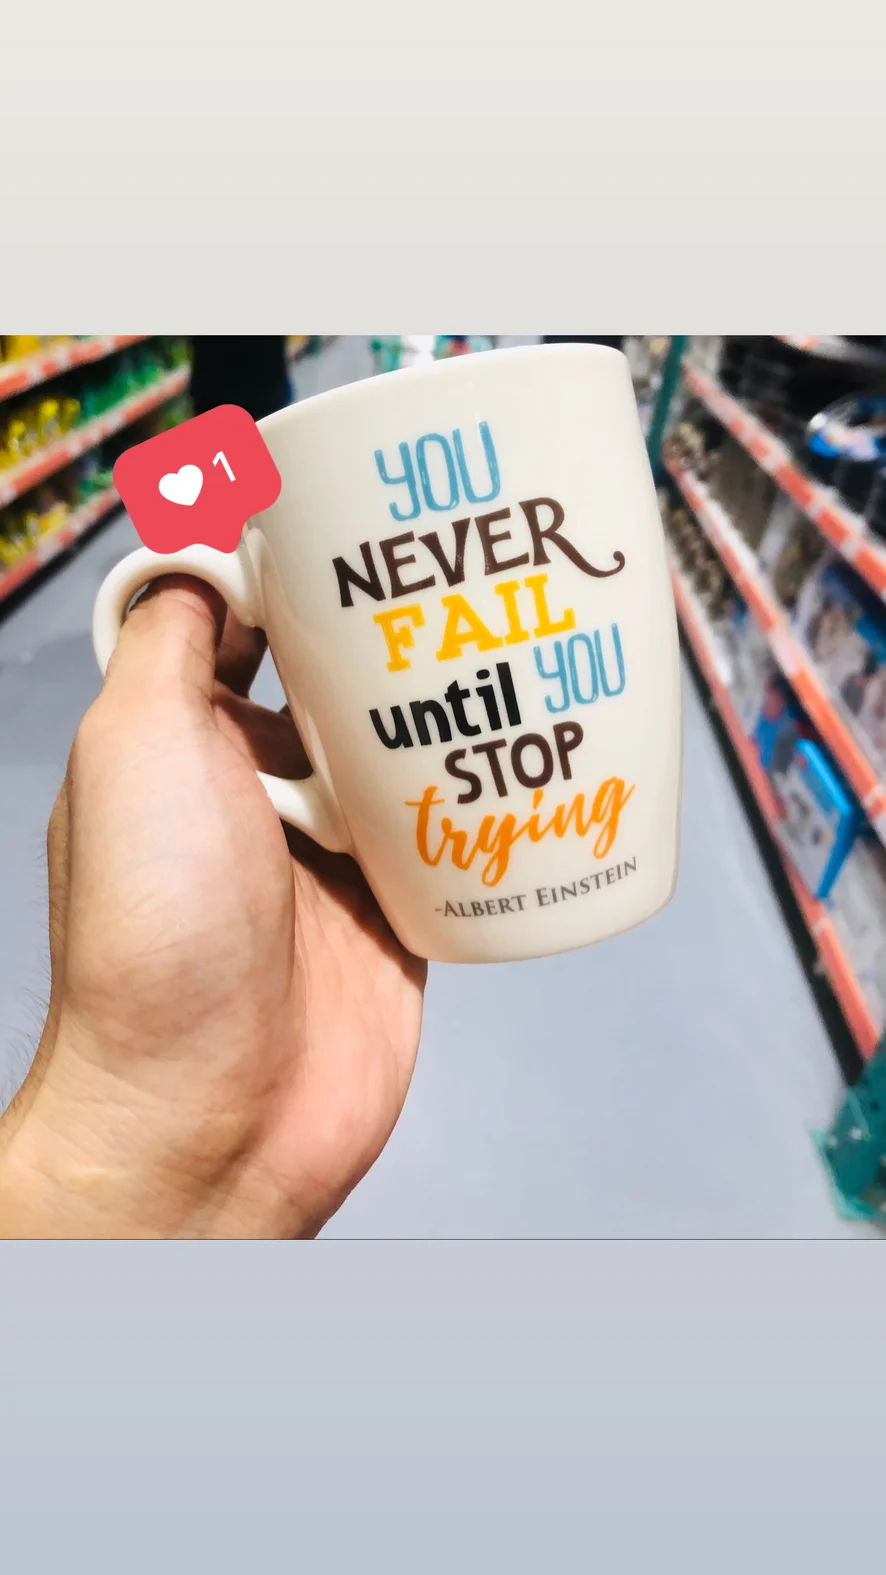 1
YOU
NEVER
FAIL
until YOU
STOP
trying
-ALBERT EINSTEIN